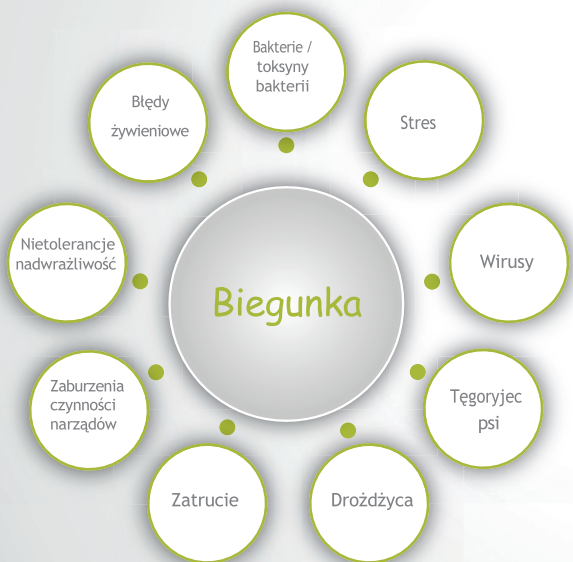 Bakterie /
toksyny
bakterii
Stres
Wirusy
Tęgoryjec
psi
Drożdżyca
Zatrucie
Zaburzenia
czynności
narządów
Nietolerancje
nadwrażliwość
Błędy
żywieniowe
Biegunka